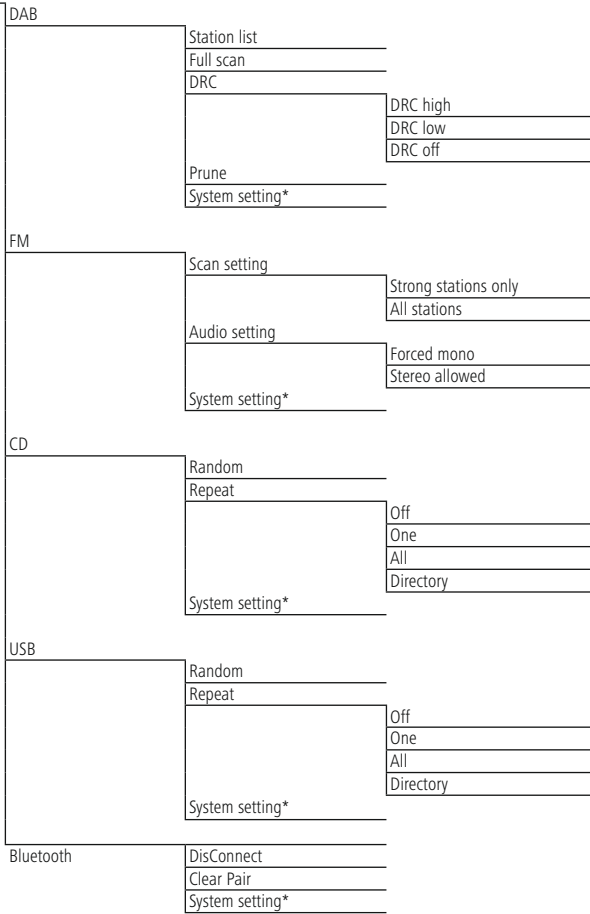 DAB
Station list
Full scan
DRC
DRC high
DRC low
DRC off
Prune
System setting*
FM
Scan setting
Strong stations only
All stations
Audio setting
Forced mono
Stereo allowed
System setting*
CD
Random
Repeat
Off
One
All
Directory
System setting*
USB
Random
Repeat
Off
One
All
Directory
System setting*
Bluetooth
DisConnect
Clear Pair
System setting*